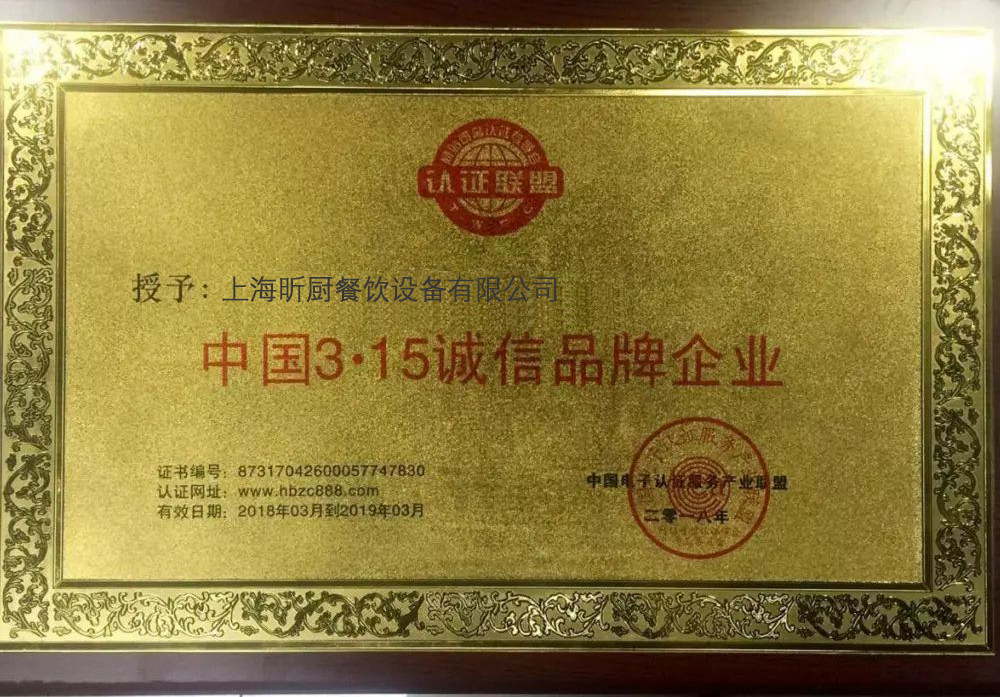 认证联盟
授予：上海昕厨餐饮设备有限公司
中国3·15诚信品牌企业
证书编号：87317042600057747830
认证网址：www.hbzc888.com
有效日期：2018年03月到2019年03月
中国电子认证服务产业联盟
二零一八年